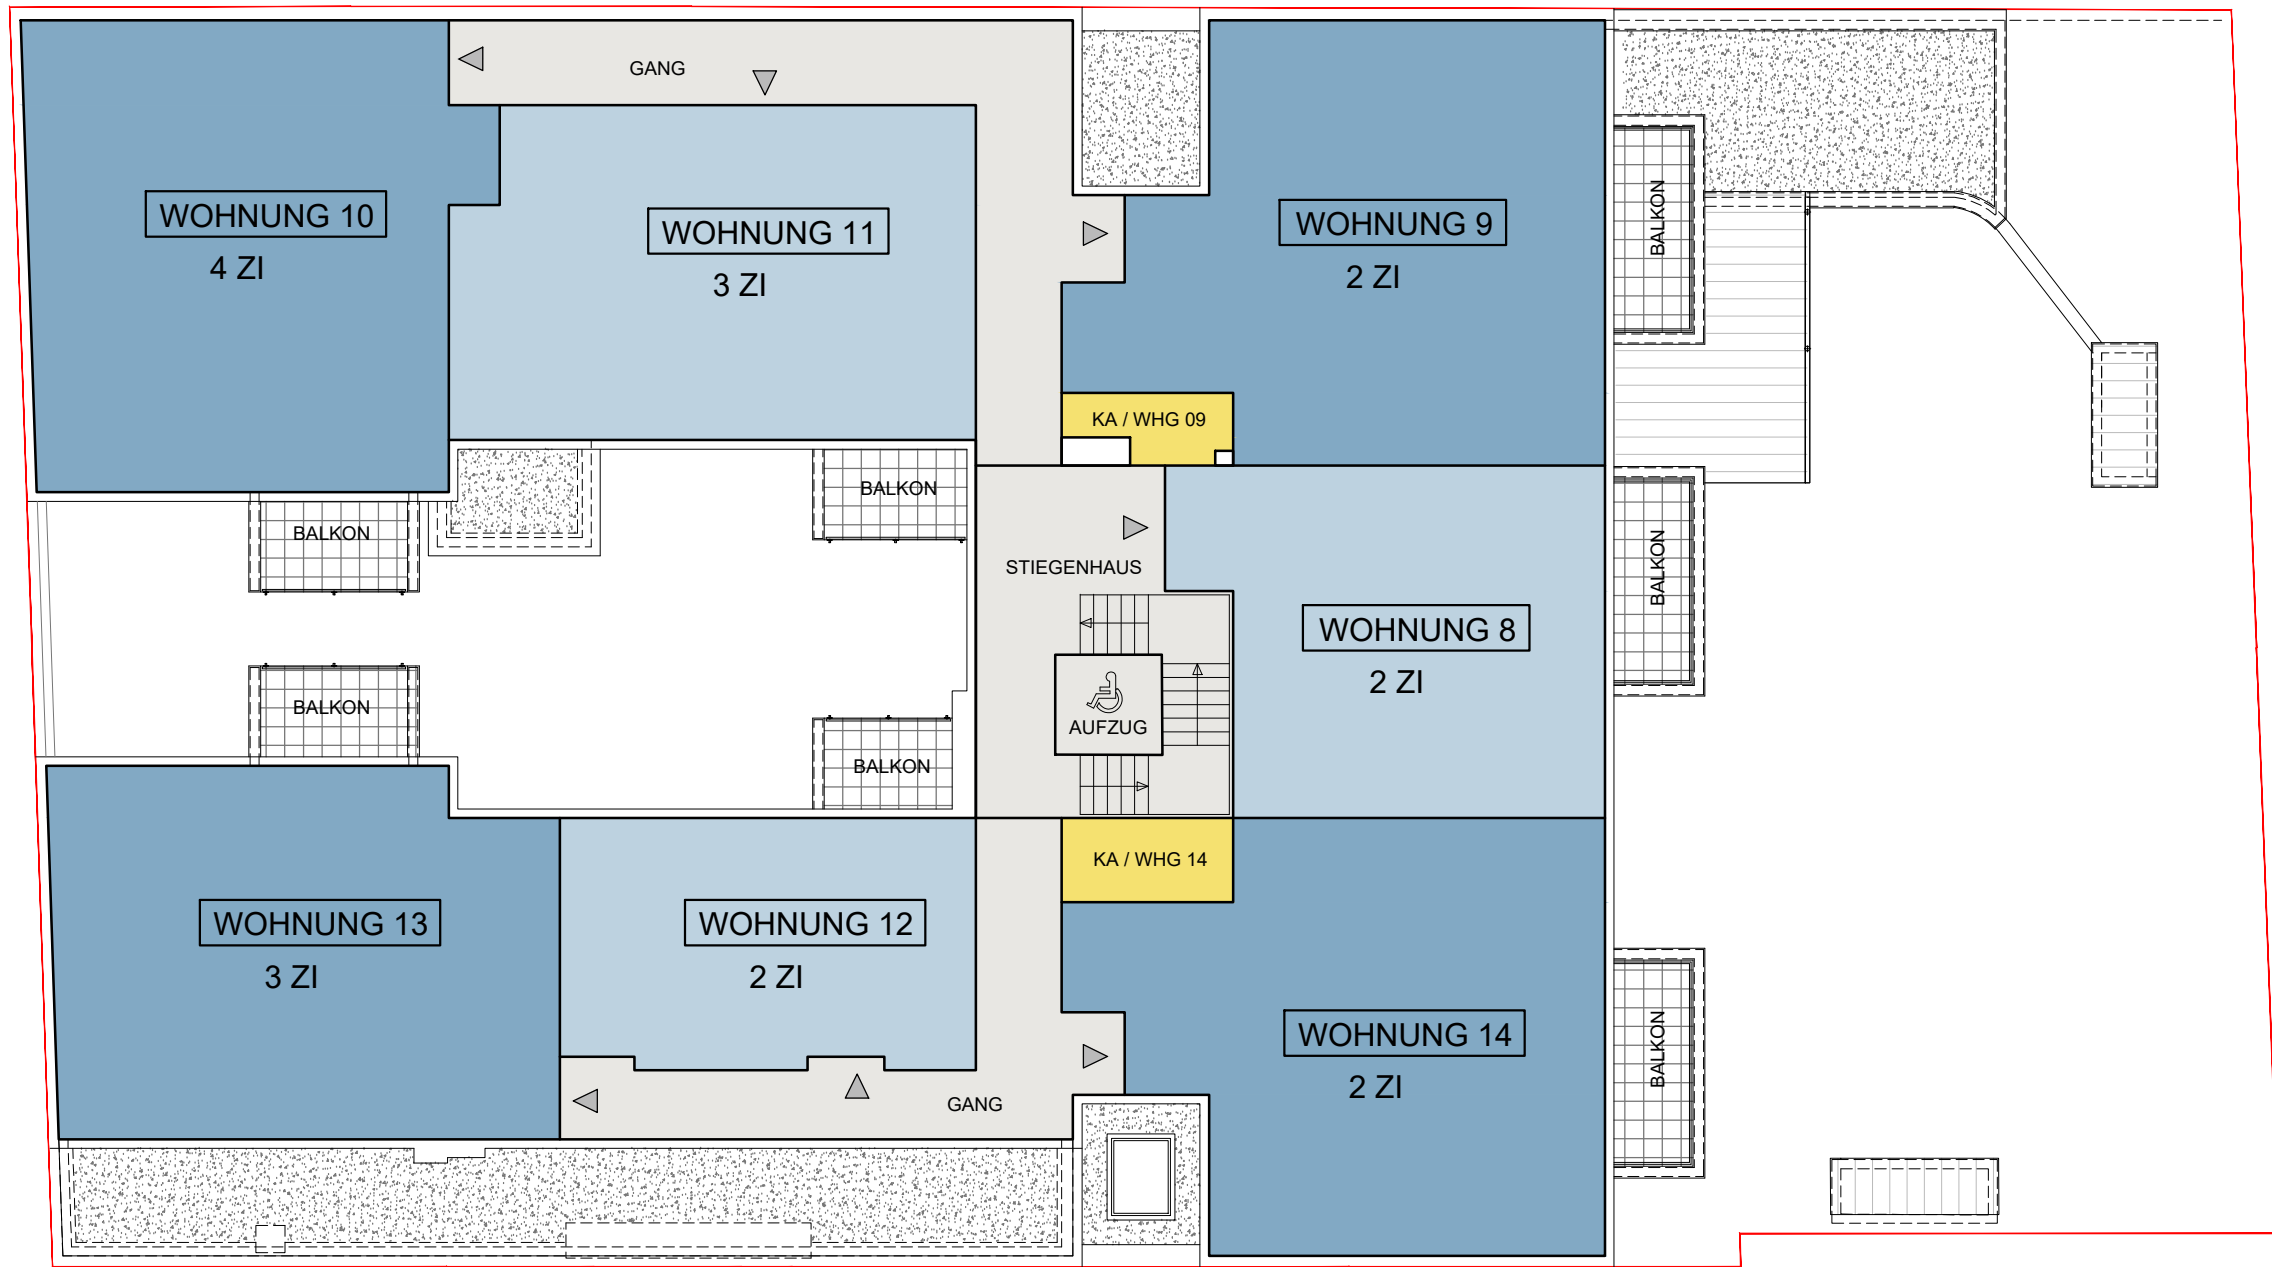 GANG
WOHNUNG 10
4 ZI
WOHNUNG 11
3 ZI
WOHNUNG 9
2 ZI
BALKON
KA / WHG 09
BALKON
BALKON
STIEGENHAUS
BALKON
WOHNUNG 8
2 ZI
AUFZUG
BALKON
BALKON
KA / WHG 14
WOHNUNG 13
3 ZI
WOHNUNG 12
2 ZI
WOHNUNG 14
2 ZI
BALKON
GANG